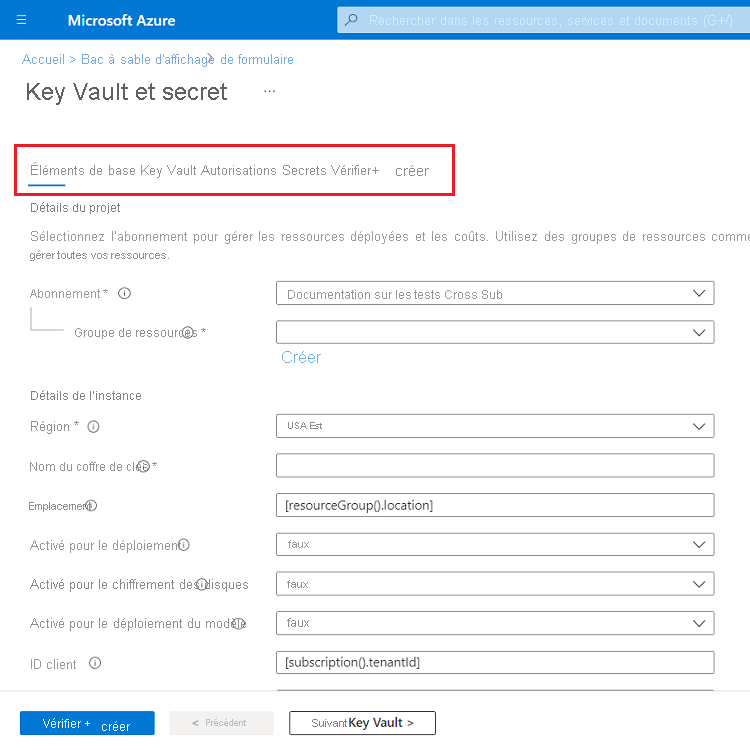 Microsoft Azure
Rechercher dans les ressources, services et documents (G+/)
Accueil > Bac à sable d'affichage de formulaire
Key Vault et secret ...
Éléments de base Key Vault Autorisations Secrets Vérifier+ créer
Détails du projet
Sélectionnez l'abonnement pour gérer les ressources déployées et les coûts. Utilisez des groupes de ressources comme
gérer toutes vos ressources.
Abonnement * Documentation sur les tests Cross Sub
Groupe de ressources *
Créer
Détails de l'instance
Région * USA Est
Nom du coffre de clés *
Emplacement [resourceGroup().location]
Activé pour le déploiement faux
Activé pour le chiffrement des disques faux
Activé pour le déploiement du modèle faux
ID client [subscription().tenantId]
Vérifier + créer < Précédent Suivant Key Vault >